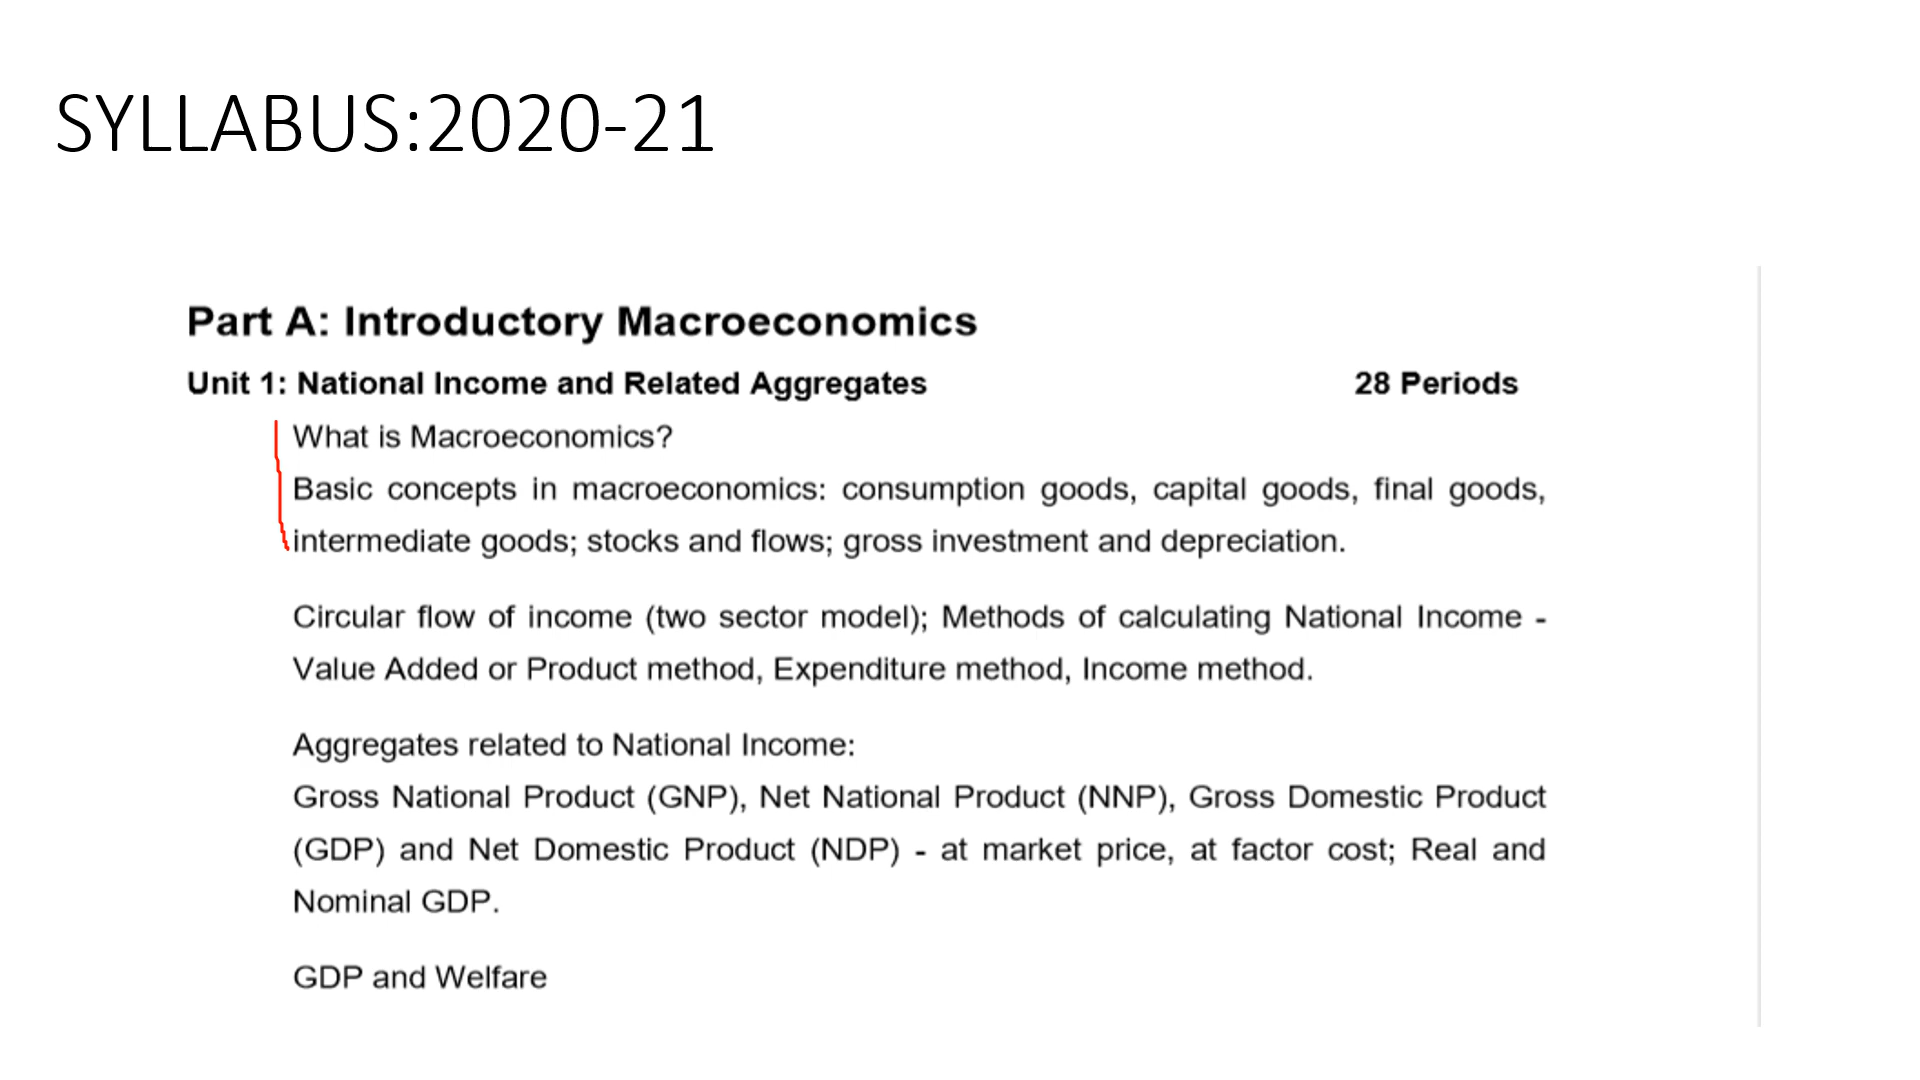 SYLLABUS:2020-21
Part A: Introductory Macroeconomics
Unit 1: National Income and Related Aggregates 28 Periods
What is Macroeconomics?
Basic concepts in macroeconomics: consumption goods, capital goods, final goods,
intermediate goods; stocks and flows; gross investment and depreciation.
Circular flow of income (two sector model); Methods of calculating National Income -
Value Added or Product method, Expenditure method, Income method.
Aggregates related to National Income:
Gross National Product (GNP), Net National Product (NNP), Gross Domestic Product
(GDP) and Net Domestic Product (NDP) - at market price, at factor cost; Real and
Nominal GDP.
GDP and Welfare